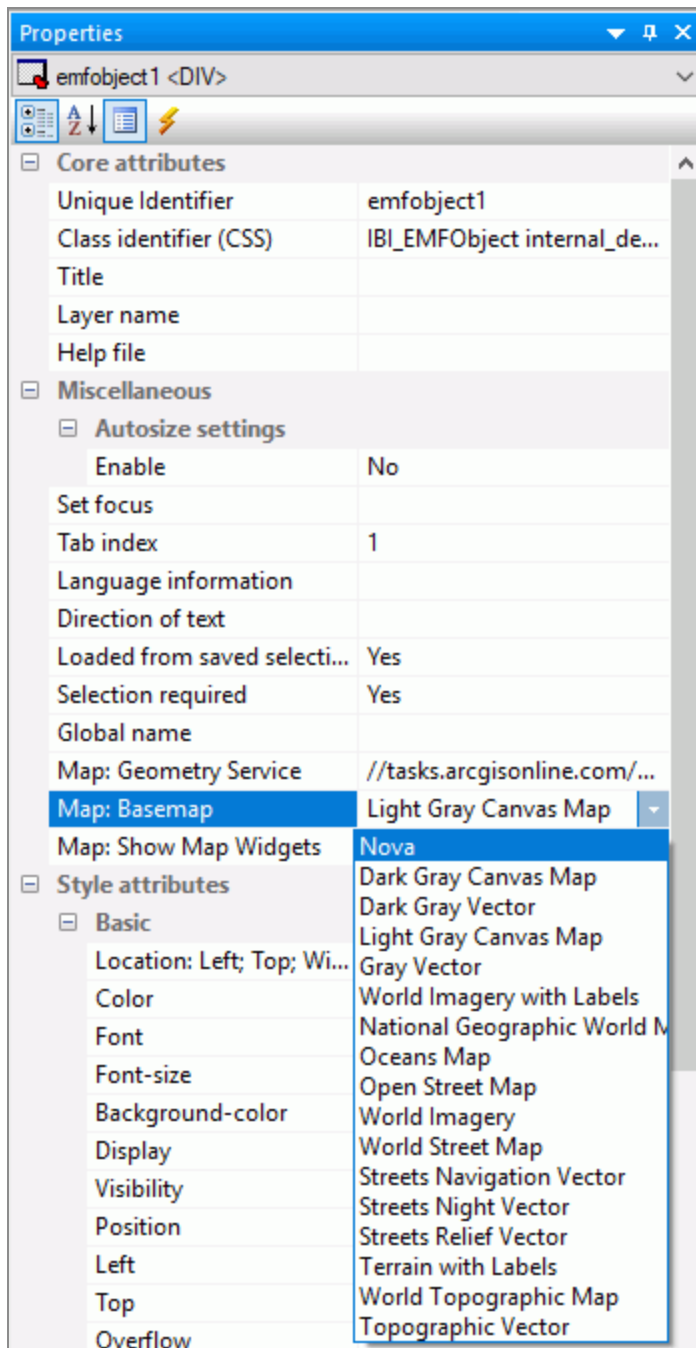 Properties
emfobject1 <DIV>
Core attributes
Unique Identifier emfobject1
Class identifier (CSS) IBI_EMFObject internal_de...
Title
Layer name
Help file
Miscellaneous
Autosize settings
Enable No
Set focus
Tab index 1
Language information
Direction of text
Loaded from saved selecti... Yes
Selection required Yes
Global name
Map: Geometry Service //tasks.arcgisonline.com/...
Map: Basemap Light Gray Canvas Map
Map: Show Map Widgets
Style attributes
Basic
Location: Left; Top; Wi...
Color
Font
Font-size
Background-color
Display
Visibility
Position
Left
Top
Overflow
Nova
Dark Gray Canvas Map
Dark Gray Vector
Light Gray Canvas Map
Gray Vector
World Imagery with Labels
National Geographic World M
Oceans Map
Open Street Map
World Imagery
World Street Map
Streets Navigation Vector
Streets Night Vector
Streets Relief Vector
Terrain with Labels
World Topographic Map
Topographic Vector